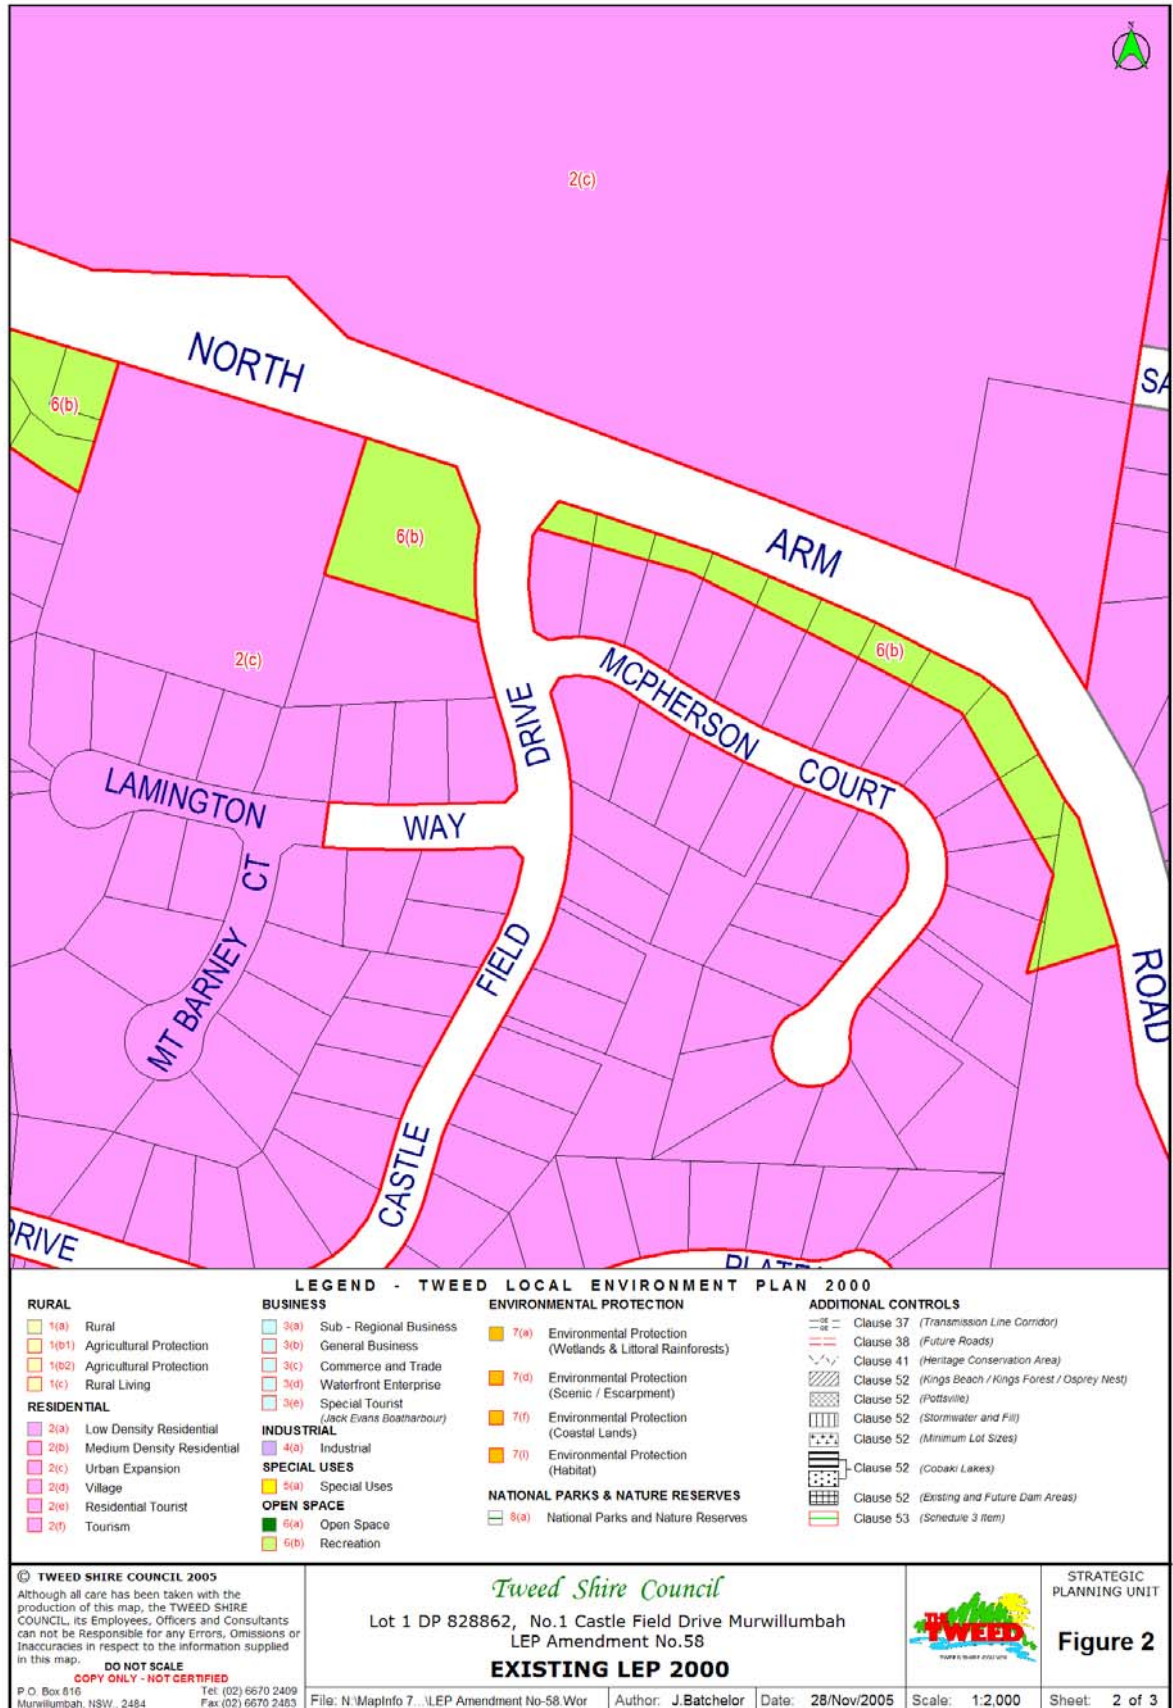 N
2(c)
SA
NORTH
6(b)
6(b)
ARM
6(b)
2(c)
MCPHERSON
COURT
DRIVE
LAMINGTON
WAY
CT
MT BARNEY
FIELD
ROAD
CASTLE
DRIVE
LEGEND - TWEED LOCAL ENVIRONMENT PLAN 2000
RURAL
1(a) Rural
1(b1) Agricultural Protection
1(b2) Agricultural Protection
1(c) Rural Living
RESIDENTIAL
2(a) Low Density Residential
2(b) Medium Density Residential
2(c) Urban Expansion
2(d) Village
2(e) Residential Tourist
2(f) Tourism
BUSINESS
3(a) Sub - Regional Business
3(b) General Business
3(c) Commerce and Trade
3(d) Waterfront Enterprise
3(e) Special Tourist
(Jack Evans Boatharbour)
INDUSTRIAL
4(a) Industrial
SPECIAL USES
5(a) Special Uses
OPEN SPACE
6(a) Open Space
6(b) Recreation
ENVIRONMENTAL PROTECTION
7(a) Environmental Protection
(Wetlands & Littoral Rainforests)
7(d) Environmental Protection
(Scenic / Escarpment)
7(f) Environmental Protection
(Coastal Lands)
7(l) Environmental Protection
(Habitat)
NATIONAL PARKS & NATURE RESERVES
8(a) National Parks and Nature Reserves
ADDITIONAL CONTROLS
Clause 37 (Transmission Line Corridor)
Clause 38 (Future Roads)
Clause 41 (Heritage Conservation Area)
Clause 52 (Kings Beach / Kings Forest / Osprey Nest)
Clause 52 (Pottsville)
Clause 52 (Stormwater and Fill)
Clause 52 (Minimum Lot Sizes)
Clause 52 (Cobaki Lakes)
Clause 52 (Existing and Future Dam Areas)
Clause 53 (Schedule 3 Item)
© TWEED SHIRE COUNCIL 2005
Although all care has been taken with the
production of this map, the TWEED SHIRE
COUNCIL, its Employees, Officers and Consultants
can not be Responsible for any Errors, Omissions or
Inaccuracies in respect to the information supplied
in this map.
DO NOT SCALE
COPY ONLY - NOT CERTIFIED
P.O. Box 816 Tel: (02) 6670 2409
Murwillumbah, NSW.. 2484 Fax (02) 6670 2483
Tweed Shire Council
Lot 1 DP 828862, No.1 Castle Field Drive Murwillumbah
LEP Amendment No.58
EXISTING LEP 2000
File: N:\MapInfo 7...\LEP Amendment No-58.Wor
Author: J.Batchelor
Date: 28/Nov/2005
Scale: 1:2,000
Sheet: 2 of 3
THE TWEED
STRATEGIC
PLANNING UNIT
Figure 2